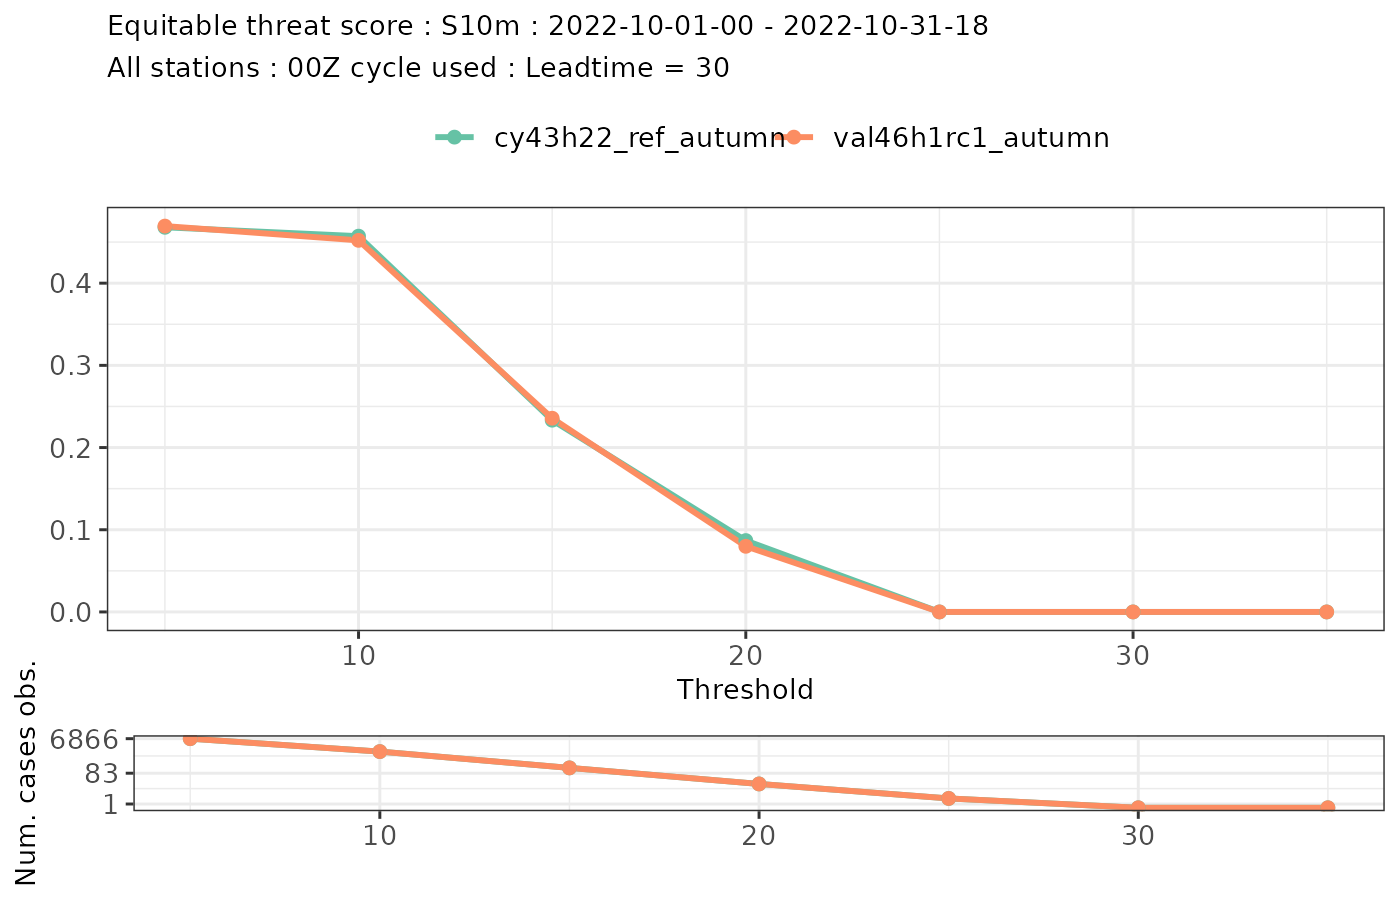 Equitable threat score : S10m : 2022-10-01-00 - 2022-10-31-18
All stations : 00Z cycle used : Leadtime = 30
cy43h22_ref_autumn val46h1rc1_autumn
0.4
0.3
0.2
0.1
0.0
10 20 30
Threshold
Num. cases obs.
6866
83
1
10 20 30